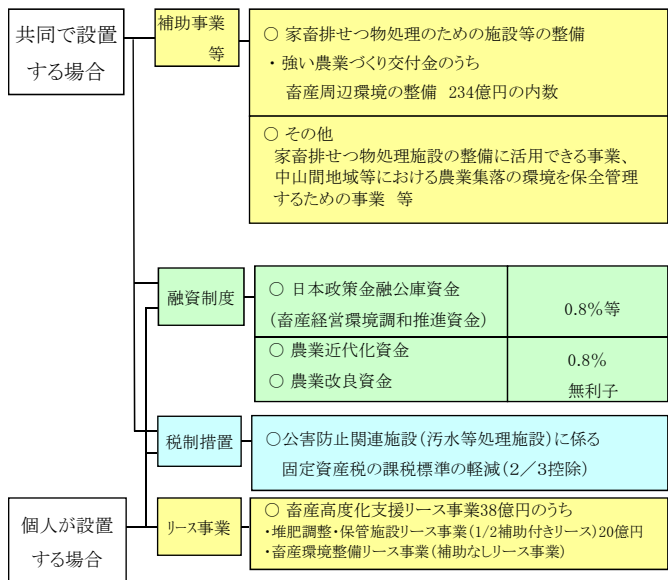 共同で設置
する場合
補助事業
等
○ 家畜排せつ物処理のための施設等の整備
・強い農業づくり交付金のうち
畜産周辺環境の整備 234億円の内数
○ その他
家畜排せつ物処理施設の整備に活用できる事業、
中山間地域等における農業集落の環境を保全管理
するための事業 等
融資制度
○ 日本政策金融公庫資金
(畜産経営環境調和推進資金)
0.8%等
○ 農業近代化資金
0.8%
○ 農業改良資金
無利子
税制措置
○公害防止関連施設(汚水等処理施設)に係る
固定資産税の課税標準の軽減(2/3控除)
個人が設置
する場合
リース事業
○ 畜産高度化支援リース事業38億円のうち
・堆肥調整・保管施設リース事業(1/2補助付きリース)20億円
・畜産環境整備リース事業(補助なしリース事業)